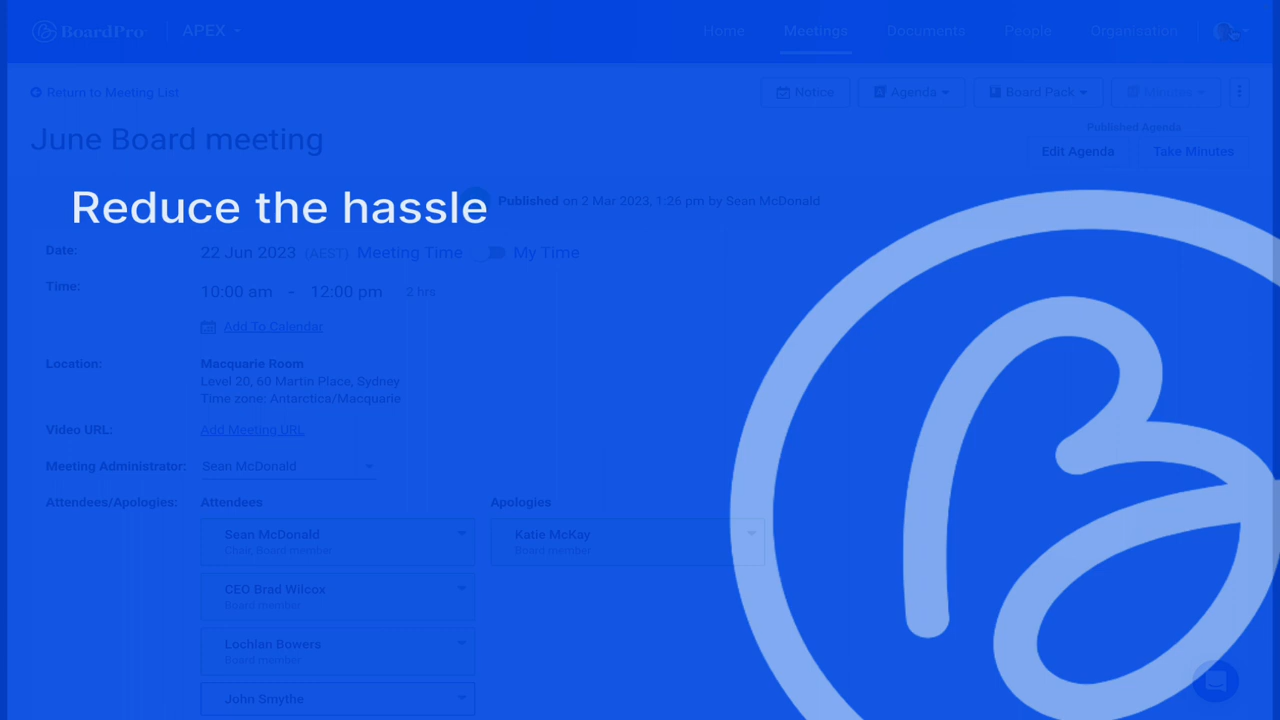 BoardPro
APEX
Home
Meetings
Documents
People
Organisation
Return to Meeting List
Notice
Agenda
Board Pack
Minutes
June Board meeting
Published Agenda
Edit Agenda
Take Minutes
Reduce the hassle
Published on 2 Mar 2023, 1:26 pm by Sean McDonald
Date:
22 Jun 2023 (AEST) Meeting Time My Time
Time:
10:00 am - 12:00 pm 2 hrs
Add To Calendar
Location:
Macquarie Room
Level 20, 60 Martin Place, Sydney
Time zone: Antarctica/Macquarie
Video URL:
Add Meeting URL
Meeting Administrator:
Sean McDonald
Attendees/Apologies:
Attendees
Apologies
Sean McDonald
Chair, Board member
Katie McKay
Board member
CEO Brad Wilcox
Board member
Lochlan Bowers
Board member
John Smythe